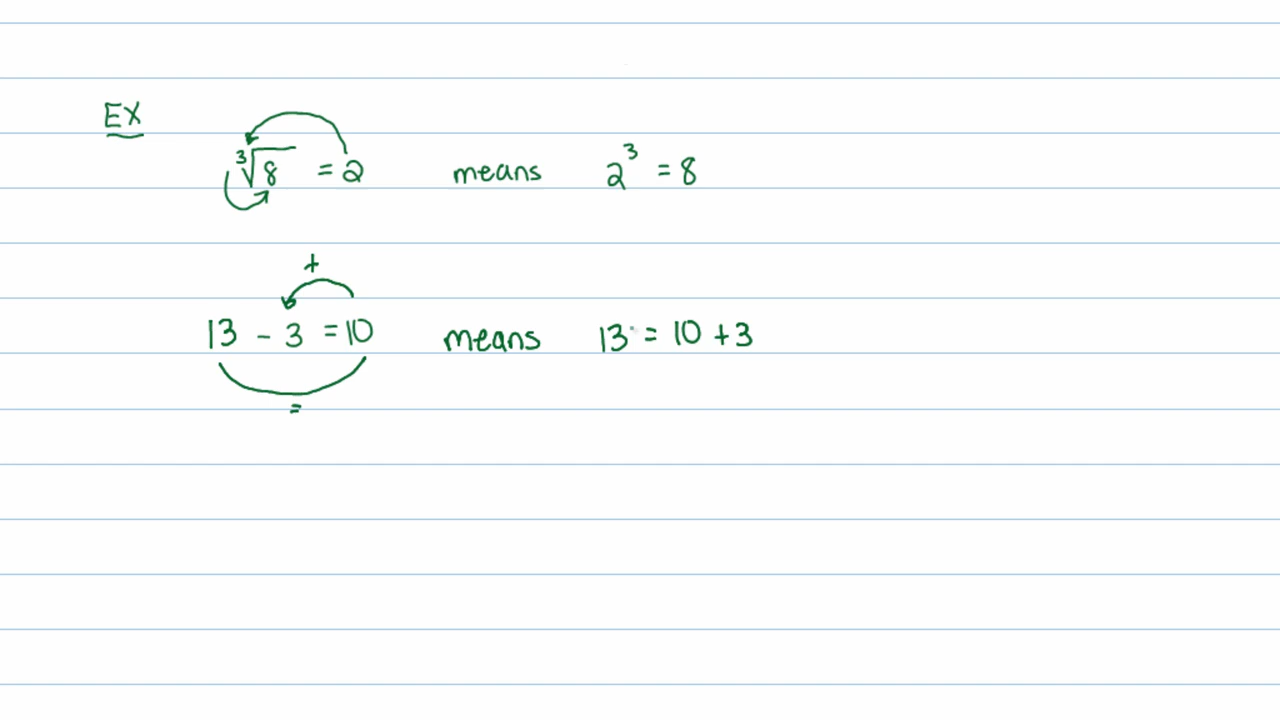 EX
∛8 = 2 means 2³ = 8
+
13 - 3 = 10 means 13 = 10 + 3
=